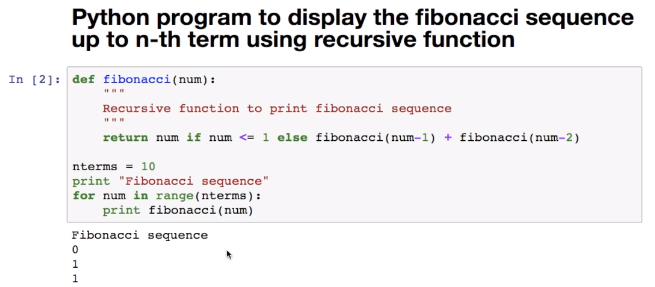 Python program to display the fibonacci sequence
up to n-th term using recursive function
In [2]: def fibonacci(num):
"""
Recursive function to print fibonacci sequence
"""
return num if num <= 1 else fibonacci(num-1) + fibonacci(num-2)
nterms = 10
print "Fibonacci sequence"
for num in range(nterms):
print fibonacci(num)
Fibonacci sequence
0
1
1